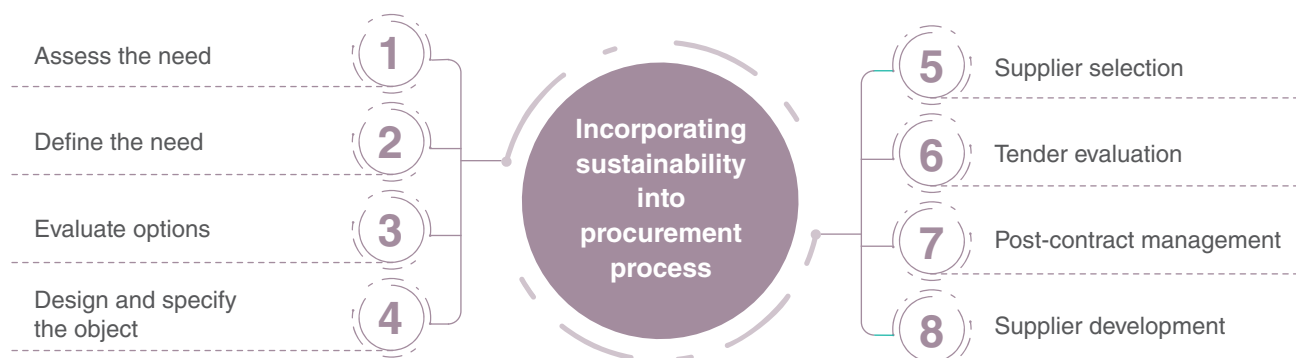 Assess the need
1
Define the need
2
Evaluate options
3
Design and specify
the object
4
Incorporating
sustainability
into
procurement
process
5
Supplier selection
6
Tender evaluation
7
Post-contract management
8
Supplier development